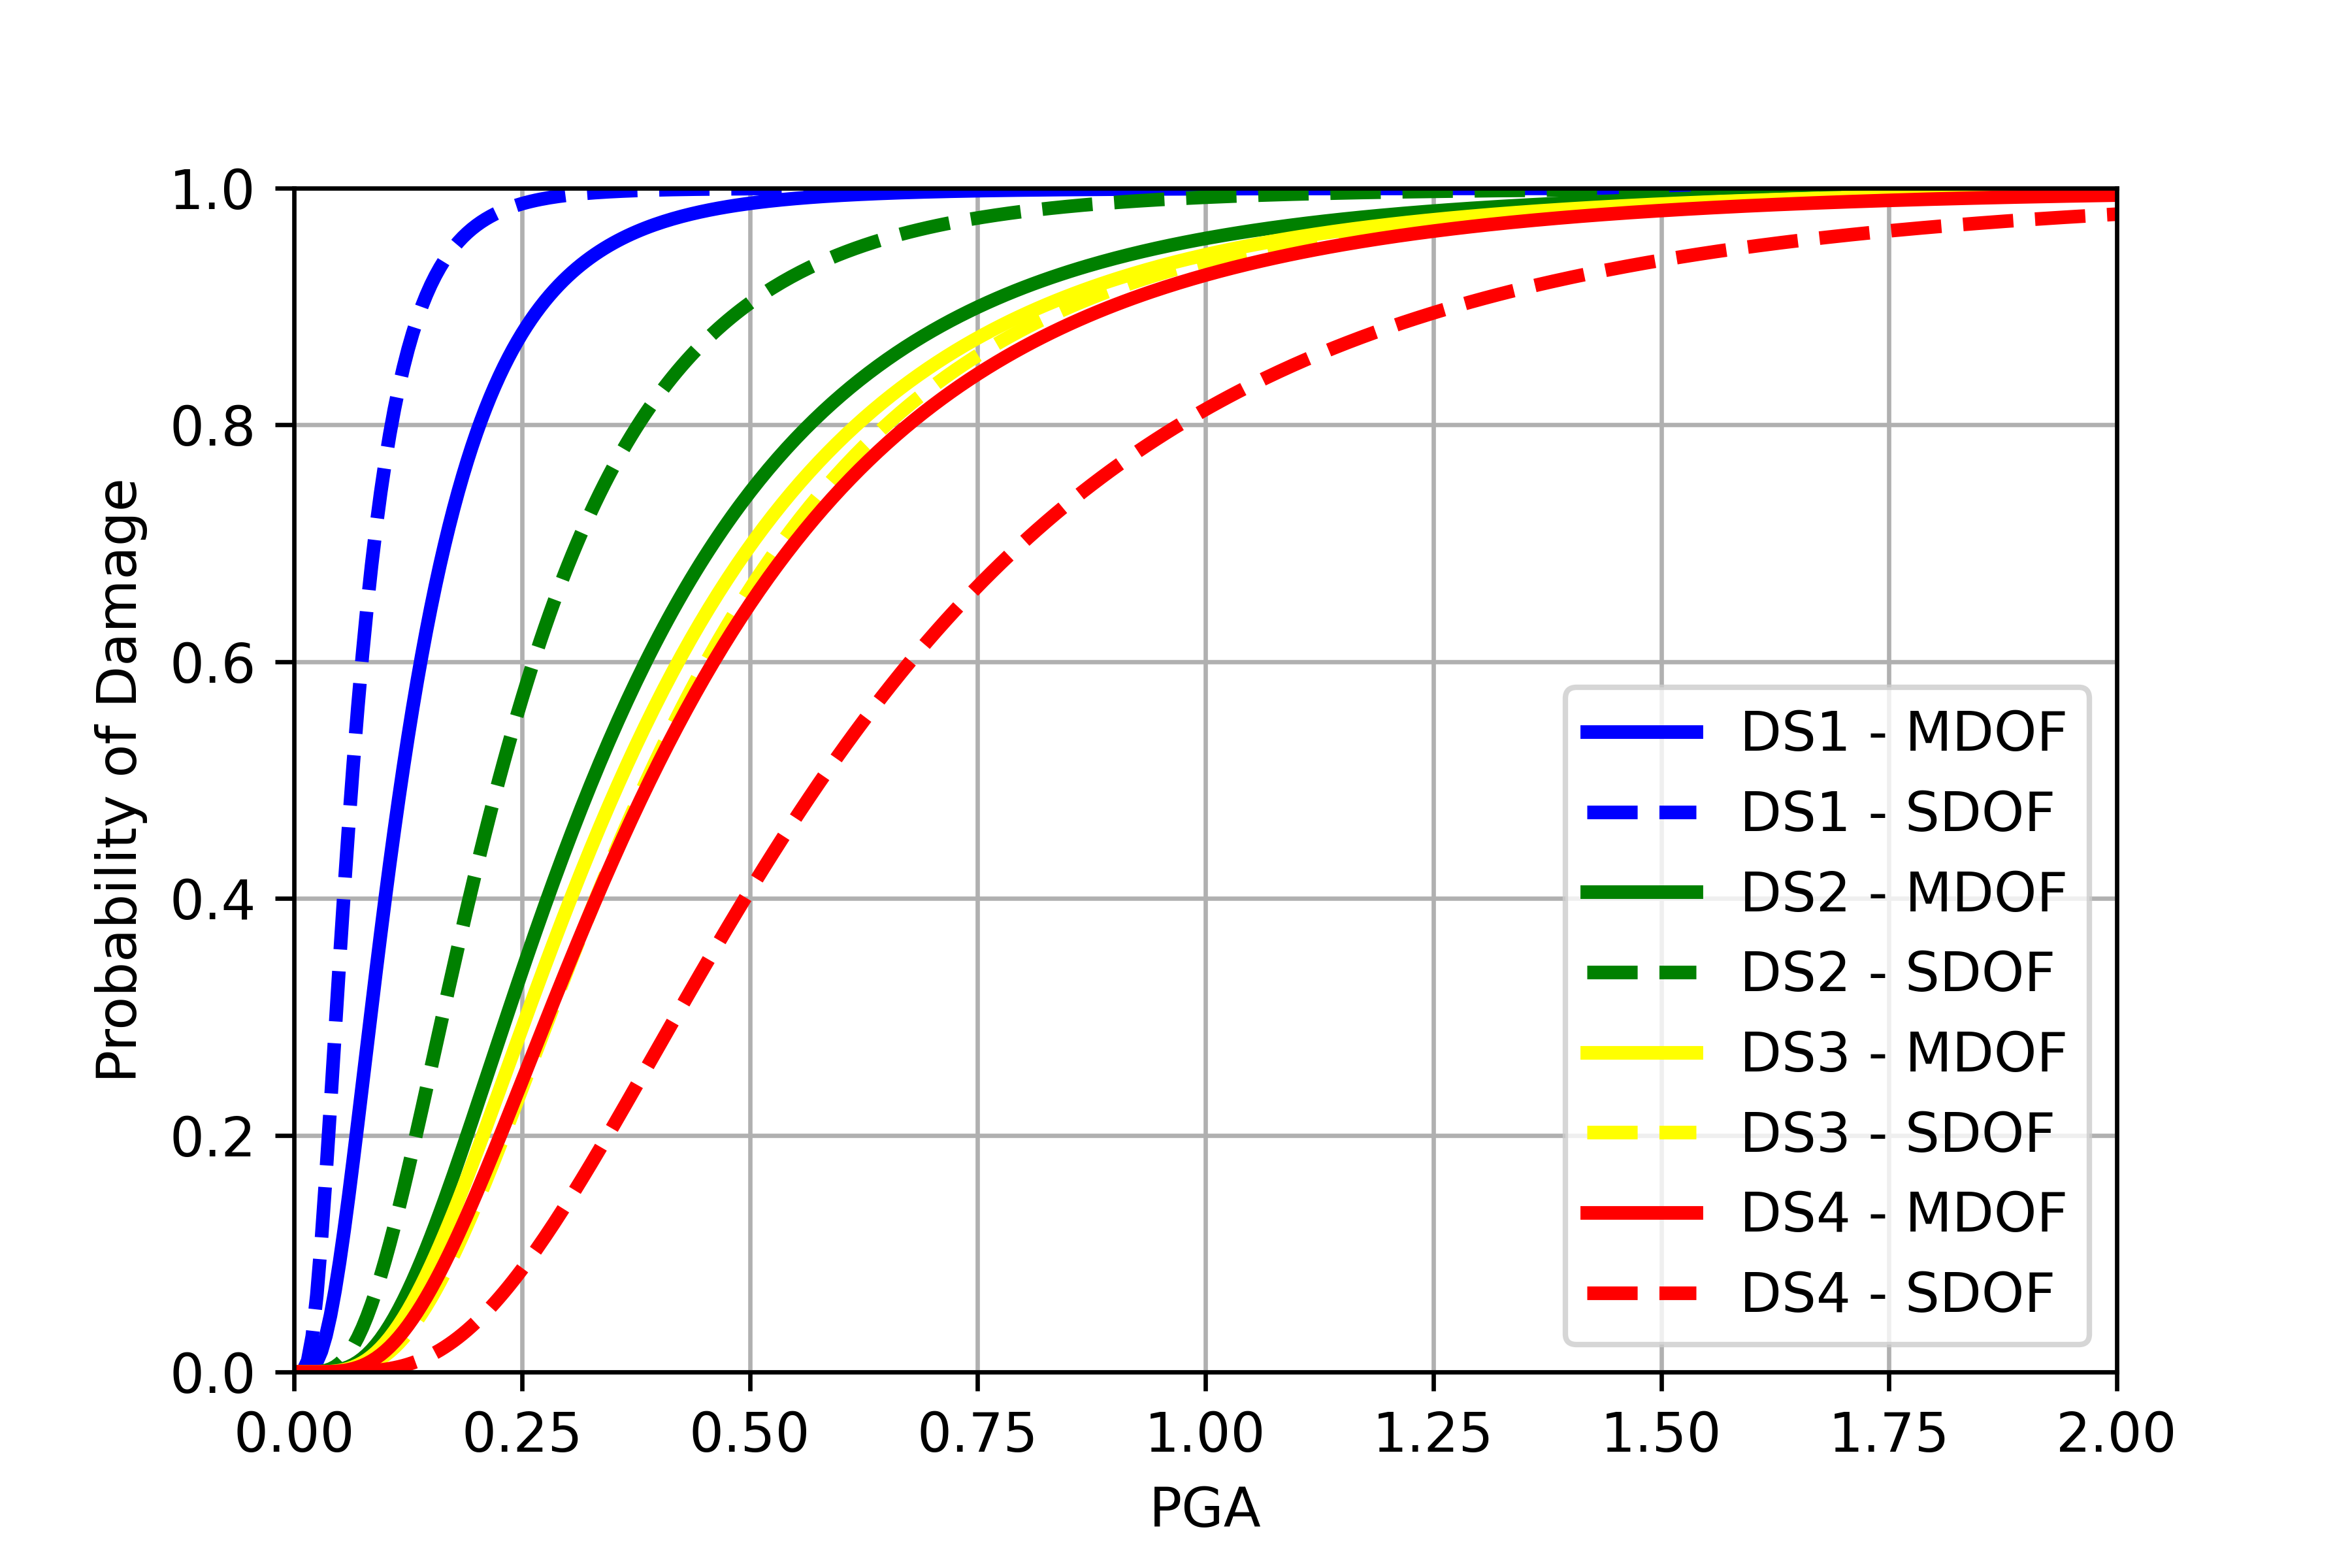 1.0
0.8
0.6
0.4
0.2
0.0
Probability of Damage
0.00 0.25 0.50 0.75 1.00 1.25 1.50 1.75 2.00
PGA
DS1 - MDOF
DS1 - SDOF
DS2 - MDOF
DS2 - SDOF
DS3 - MDOF
DS3 - SDOF
DS4 - MDOF
DS4 - SDOF